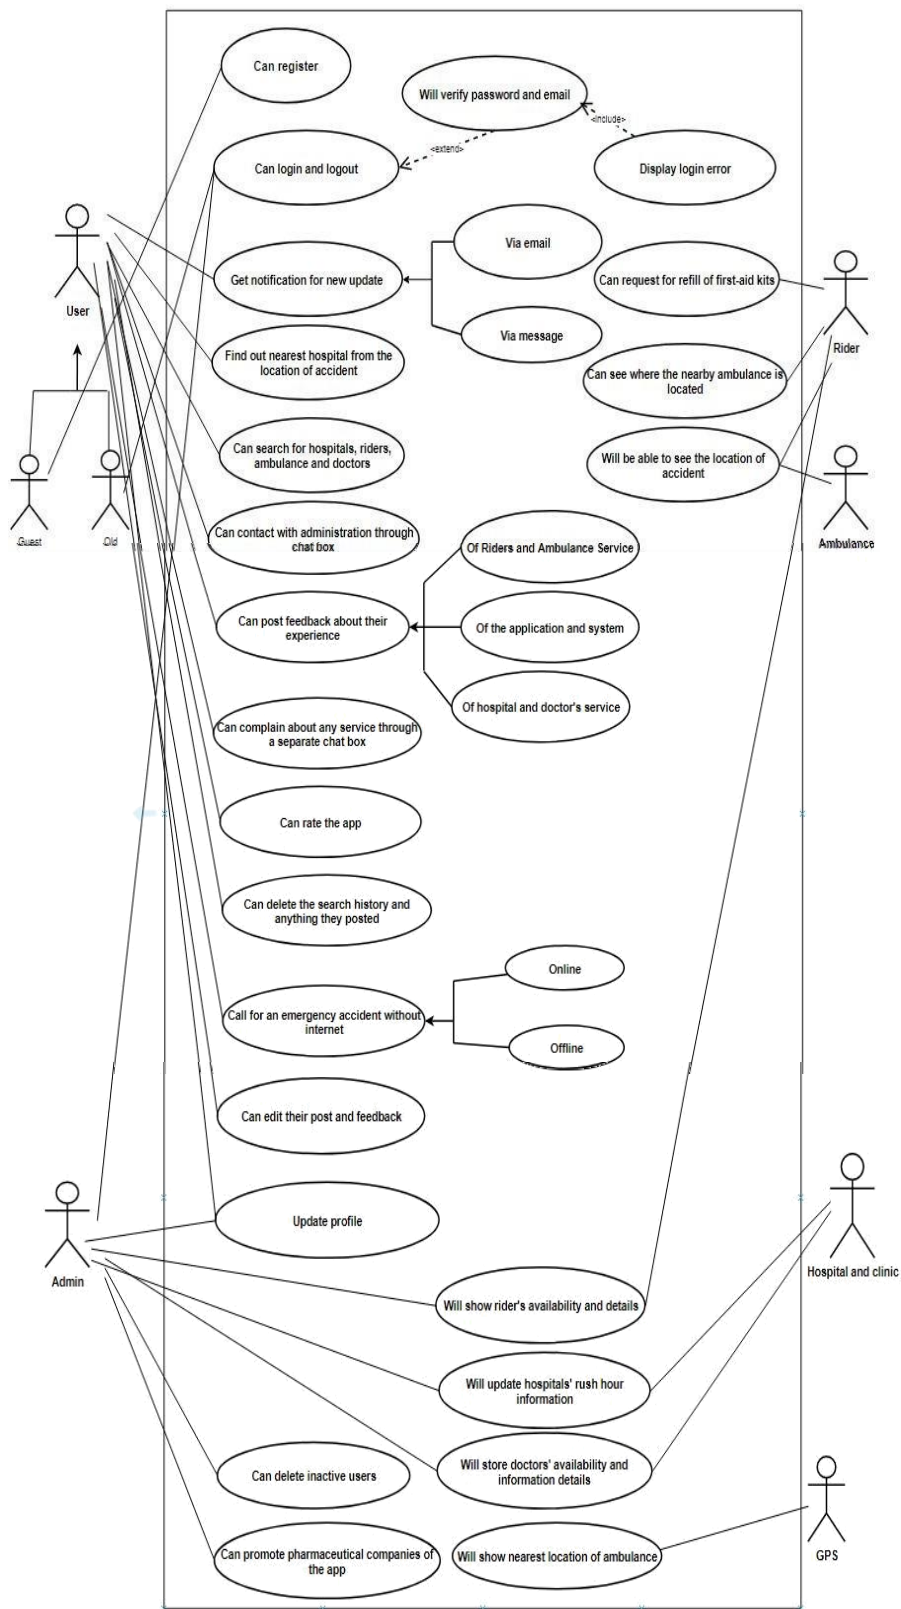 Can register
Will verify password and email
<include>
<extend>
Can login and logout
Display login error
User
Get notification for new update
Via email
Via message
Can request for refill of first-aid kits
Rider
Find out nearest hospital from the
location of accident
Can see where the nearby ambulance is
located
Can search for hospitals, riders,
ambulance and doctors
Will be able to see the location of
accident
Guest
Old
Ambulance
Can contact with administration through
chat box
Of Riders and Ambulance Service
Can post feedback about their
experience
Of the application and system
Of hospital and doctor's service
Can complain about any service through
a separate chat box
Can rate the app
Can delete the search history and
anything they posted
Online
Call for an emergency accident without
internet
Offline
Can edit their post and feedback
Update profile
Admin
Hospital and clinic
Will show rider's availability and details
Will update hospitals' rush hour
information
Can delete inactive users
Will store doctors' availability and
information details
Can promote pharmaceutical companies of
the app
Will show nearest location of ambulance
GPS